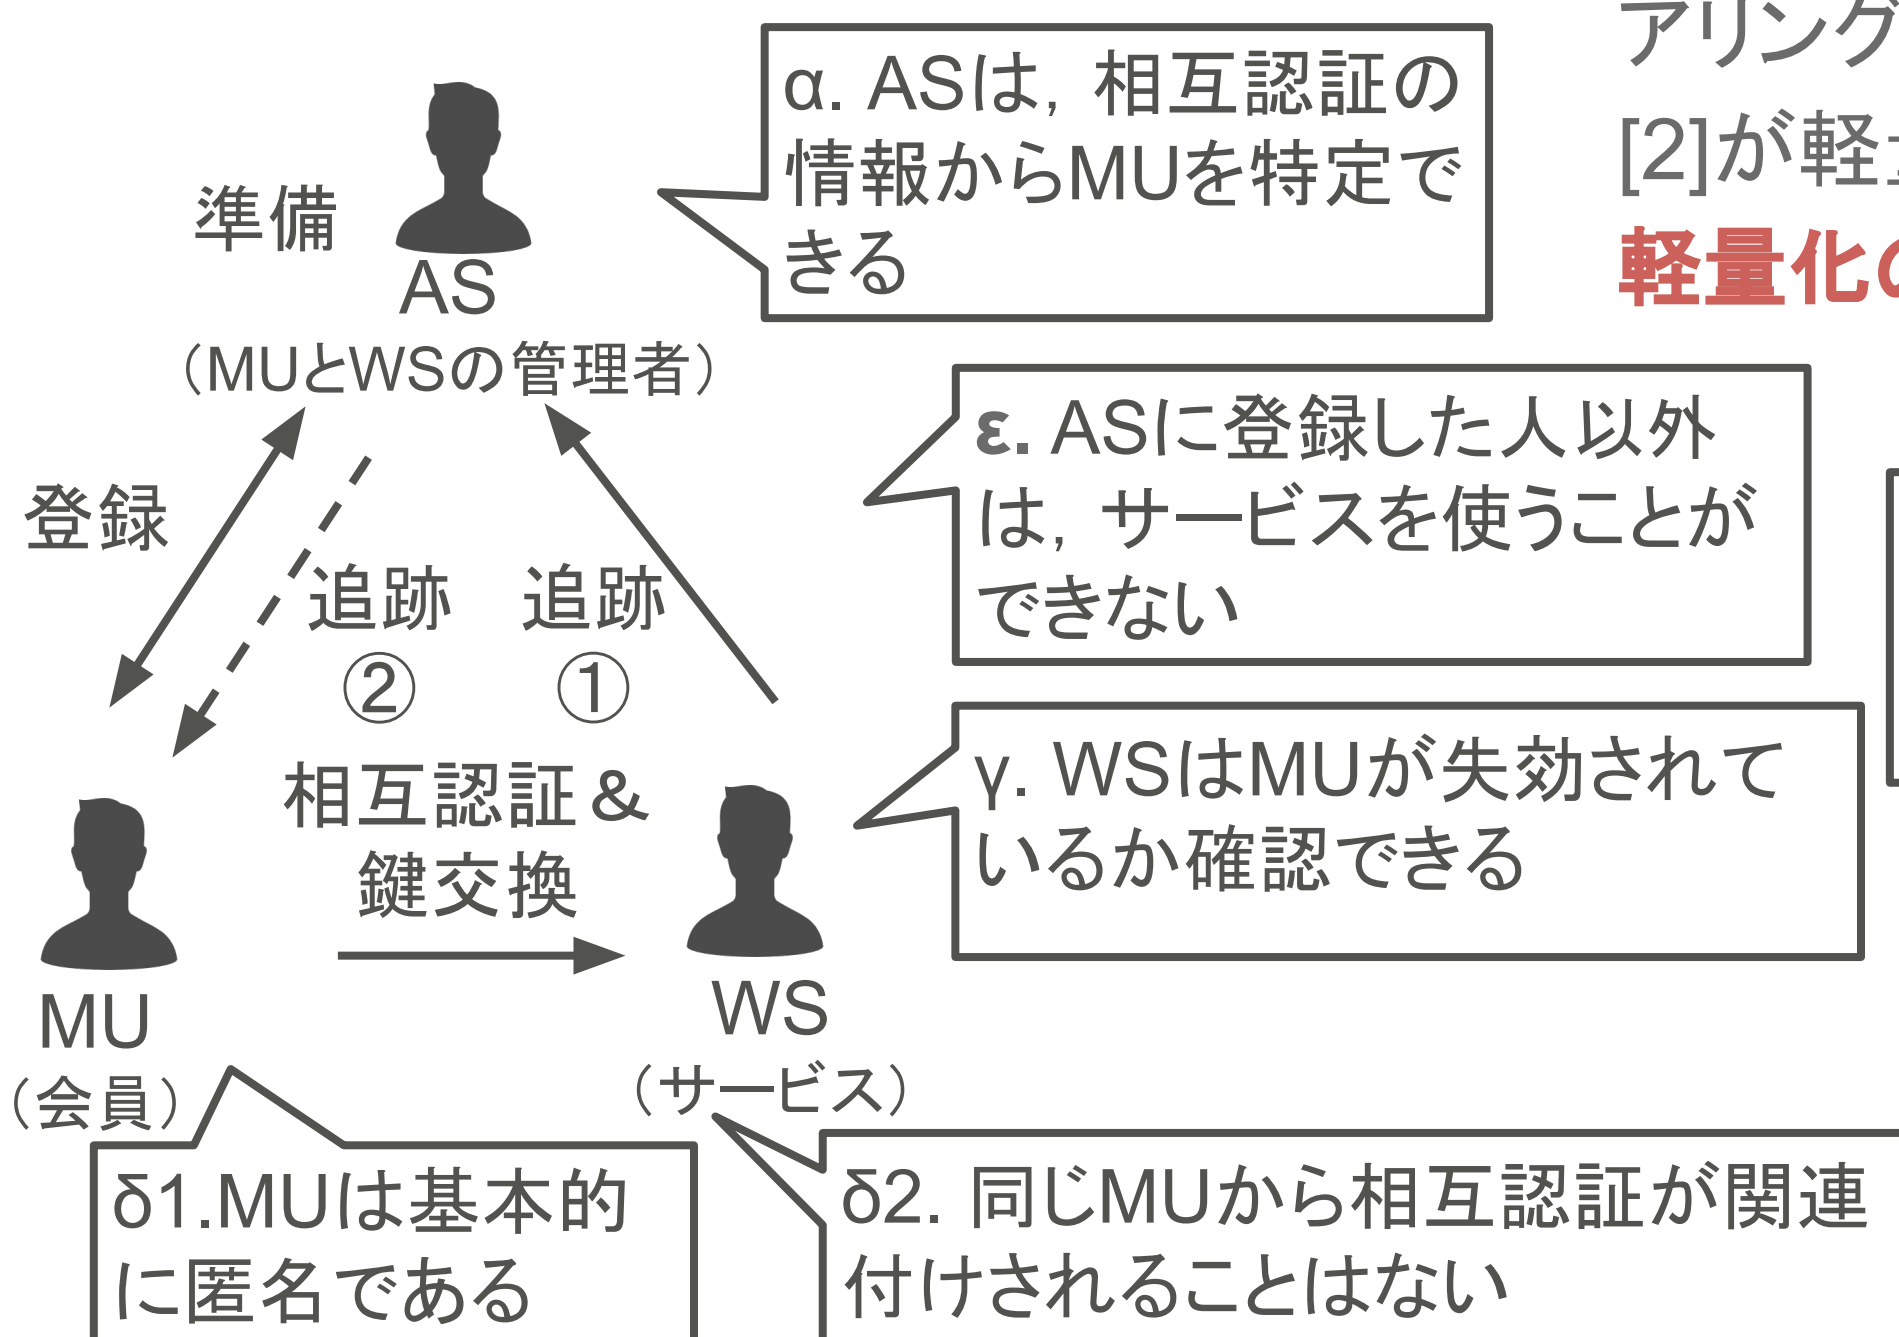 アリング
[2]が軽
軽量化の
α. ASは，相互認証の
情報からMUを特定で
きる
準備
AS
（MUとWSの管理者）
ε. ASに登録した人以外
は，サービスを使うことが
できない
登録
追跡
②
追跡
①
γ. WSはMUが失効されて
いるか確認できる
相互認証＆
鍵交換
MU
（会員）
WS
（サービス）
δ1.MUは基本的
に匿名である
δ2. 同じMUから相互認証が関連
付けされることはない